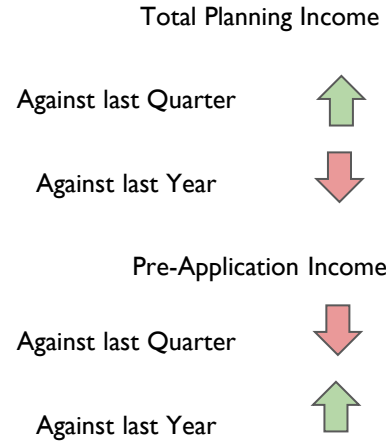 Total Planning Income
Against last Quarter
Against last Year
Pre-Application Income
Against last Quarter
Against last Year